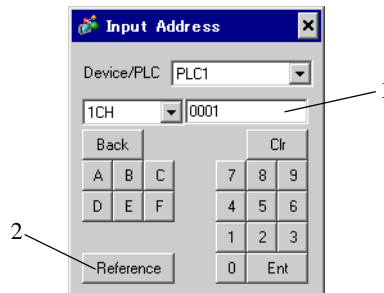 Input Address
Device/PLC PLC1
1CH 0001
1
Back Clr
A B C 7 8 9
D E F 4 5 6
1 2 3
2
Reference 0 Ent